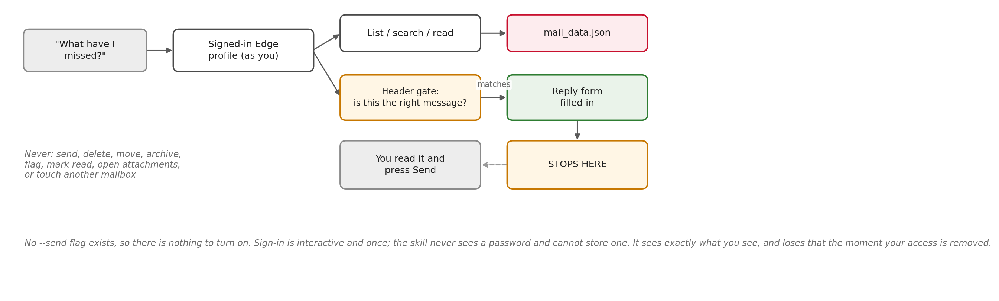 "What have I
missed?"
Signed-in Edge
profile (as you)
List / search / read
mail_data.json
Header gate:
is this the right message?
matches
Reply form
filled in
Never: send, delete, move, archive,
flag, mark read, open attachments,
or touch another mailbox
You read it and
press Send
STOPS HERE
No --send flag exists, so there is nothing to turn on. Sign-in is interactive and once; the skill never sees a password and cannot store one. It sees exactly what you see, and loses that the moment your access is removed.